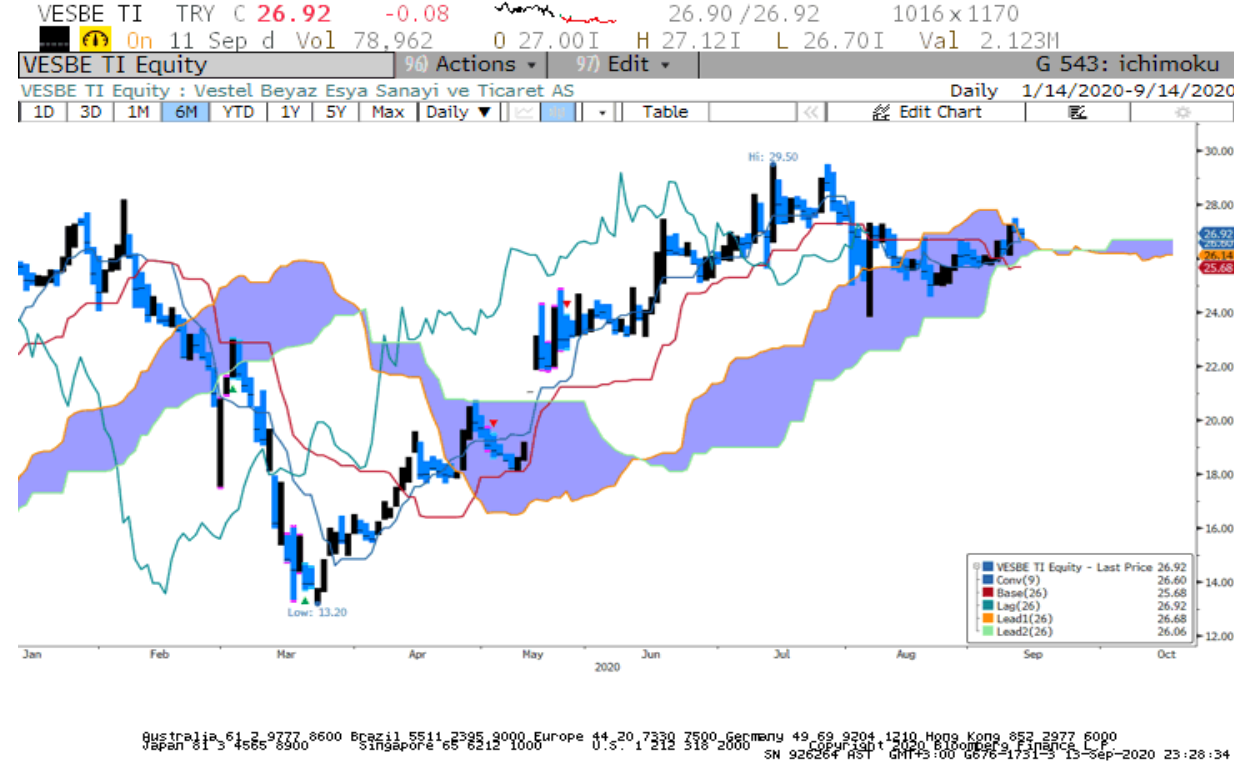 VESBE TI TRY C 26.92 -0.08 26.90 /26.92 1016 x 1170
On 11 Sep d Vol 78,962 O 27.00I H 27.12I L 26.70I Val 2.123M
VESBE TI Equity 96) Actions 97) Edit G 543: ichimoku
VESBE TI Equity : Vestel Beyaz Esya Sanayi ve Ticaret AS Daily 1/14/2020-9/14/2020
1D 3D 1M 6M YTD 1Y 5Y Max Daily ▼ Table « Edit Chart
Hi: 29.50
30.00
28.00
26.92
26.60
26.14
25.68
24.00
22.00
20.00
18.00
16.00
14.00
12.00
Low: 13.20
VESBE TI Equity - Last Price 26.92
Conv(9) 26.60
Base(26) 25.68
Lag(26) 26.92
Lead1(26) 26.68
Lead2(26) 26.06
Jan Feb Mar Apr May Jun Jul Aug Sep Oct
2020
Australia 61 2 9777 8600 Brazil 5511 2395 9000 Europe 44 20 7330 7500 Germany 49 69 9204 1210 Hong Kong 852 2977 6000
Japan 81 3 4565 8900 Singapore 65 6212 1000 U.S. 1 212 318 2000 Copyright 2020 Bloomberg Finance L.P.
SN 926264 AST GMT+3:00 G676-1731-3 13-Sep-2020 23:28:34